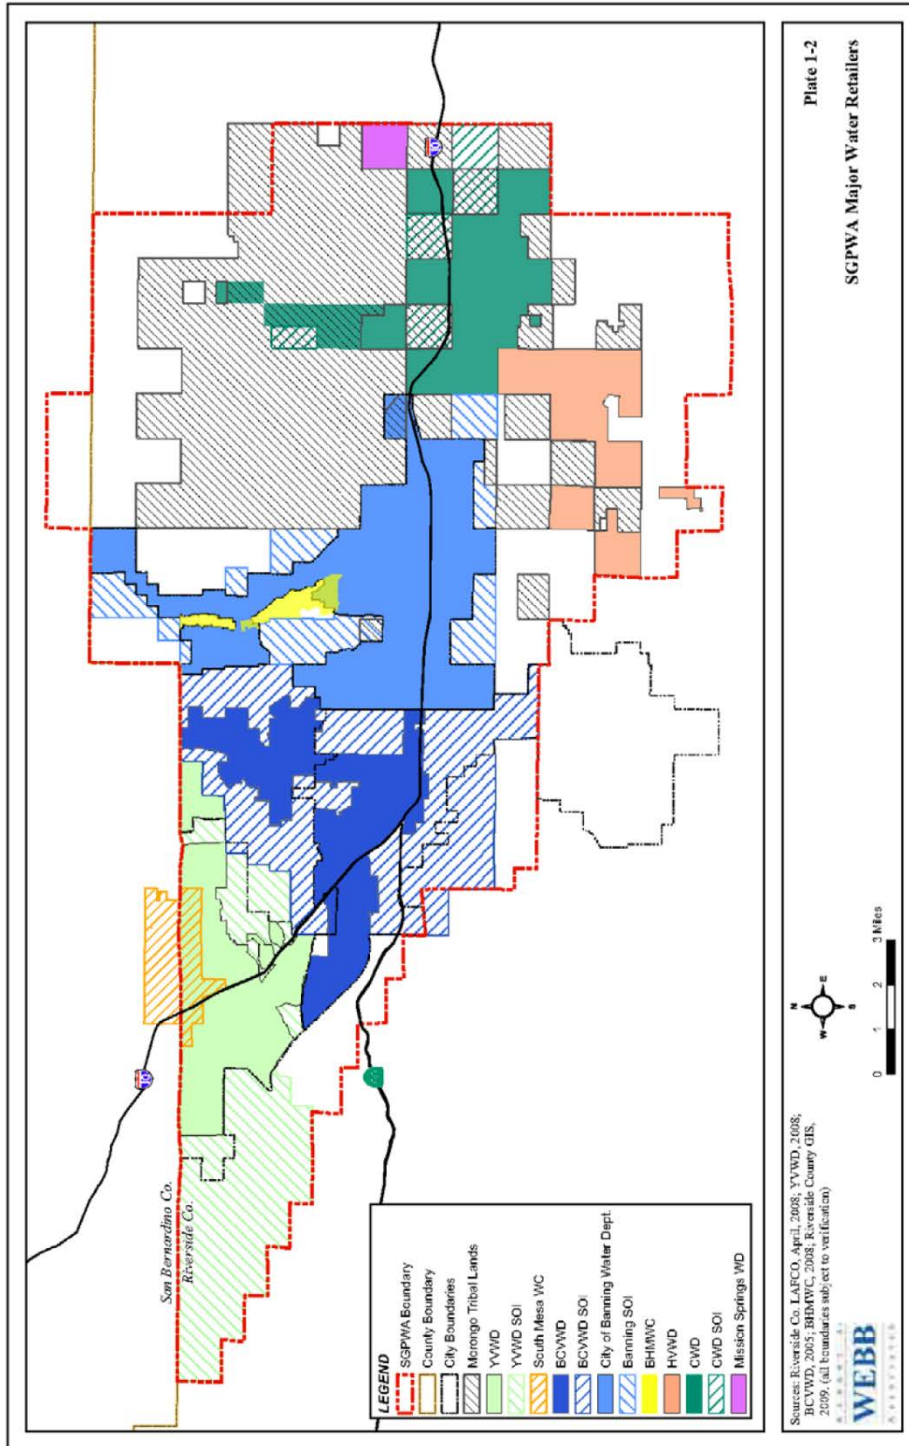 San Bernardino Co.
Riverside Co.
10
10
LEGEND
SGPWA Boundary
County Boundary
City Boundaries
Morongo Tribal Lands
YVWD
YVWD SOI
South Mesa WC
BCVWD
BCVWD SOI
City of Banning Water Dept.
Banning SOI
BHMWC
HVWD
CWD
CWD SOI
Mission Springs WD
Sources: Riverside Co. LAFCO, April, 2008; YVWD, 2008;
BCVWD, 2005; BHMWC, 2008; Riverside County GIS,
2009. (all boundaries subject to verification)
ALBERT A.
WEBB
ASSOCIATES
N
W E
S
0 1 2 3 Miles
Plate 1-2
SGPWA Major Water Retailers